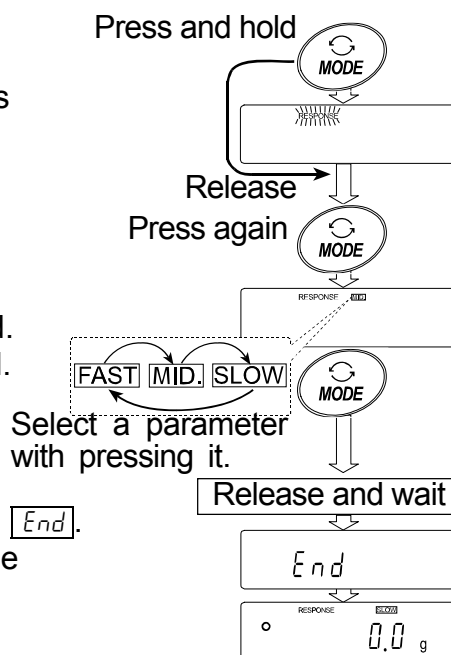 Press and hold
MODE
s
RESPONSE
Release
Press again
MODE
RESPONSE MID.
d.
d.
FAST MID. SLOW
MODE
Select a parameter
with pressing it.
Release and wait
End.
e
End
RESPONSE SLOW
0.0 g